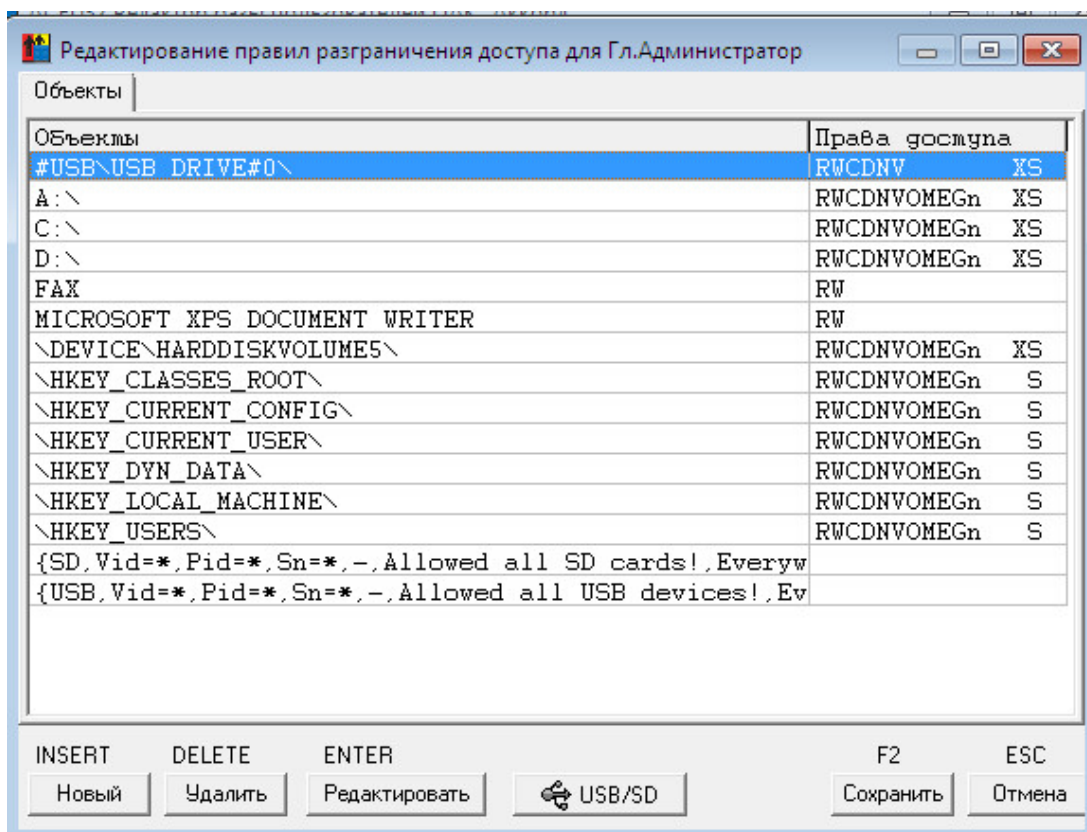 Редактирование правил разграничения доступа для Гл.Администратор
Объекты
Объекты Права доступа
#USB\USB DRIVE#0\ RWCDNV XS
A:\ RWCDNVOMEGn XS
C:\ RWCDNVOMEGn XS
D:\ RWCDNVOMEGn XS
FAX RW
MICROSOFT XPS DOCUMENT WRITER RW
\DEVICE\HARDDISKVOLUME5\ RWCDNVOMEGn XS
\HKEY_CLASSES_ROOT\ RWCDNVOMEGn S
\HKEY_CURRENT_CONFIG\ RWCDNVOMEGn S
\HKEY_CURRENT_USER\ RWCDNVOMEGn S
\HKEY_DYN_DATA\ RWCDNVOMEGn S
\HKEY_LOCAL_MACHINE\ RWCDNVOMEGn S
\HKEY_USERS\ RWCDNVOMEGn S
{SD,Vid=*,Pid=*,Sn=*,-,Allowed all SD cards!,Everyw
{USB,Vid=*,Pid=*,Sn=*,-,Allowed all USB devices!,Ev
INSERT DELETE ENTER F2 ESC
Новый Удалить Редактировать USB/SD Сохранить Отмена